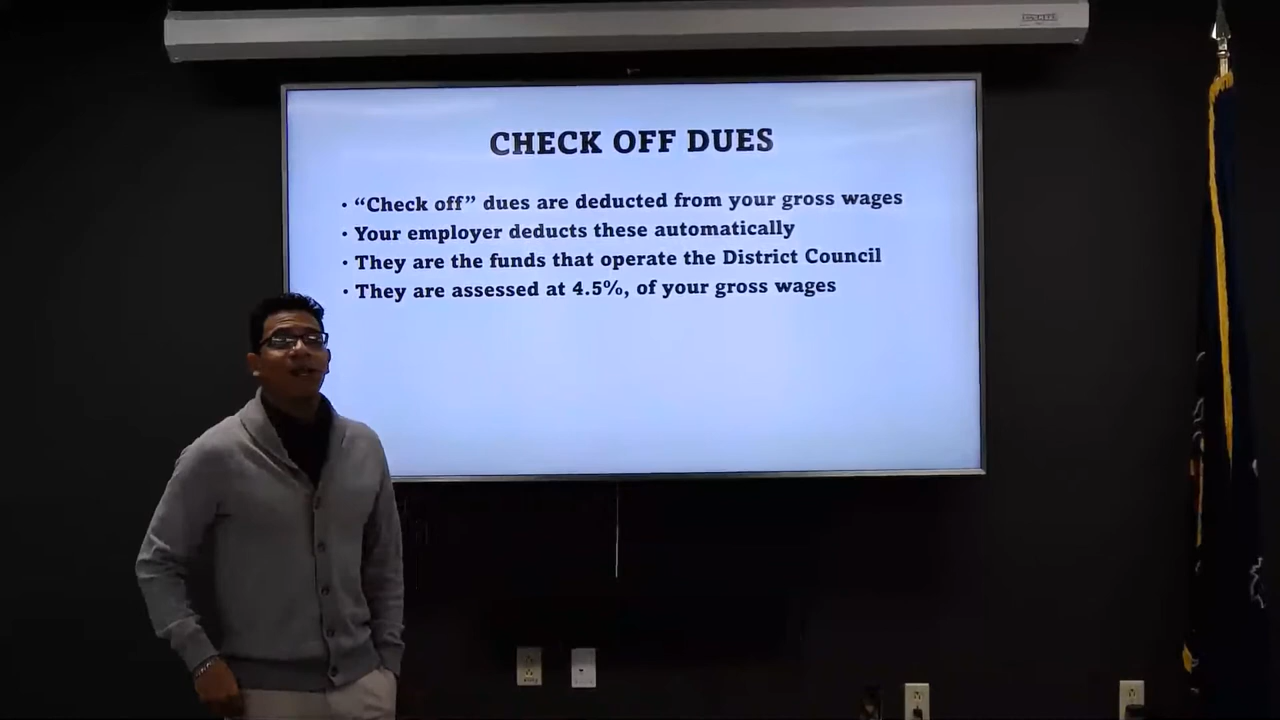 CHECK OFF DUES
• “Check off” dues are deducted from your gross wages
• Your employer deducts these automatically
• They are the funds that operate the District Council
• They are assessed at 4.5%, of your gross wages